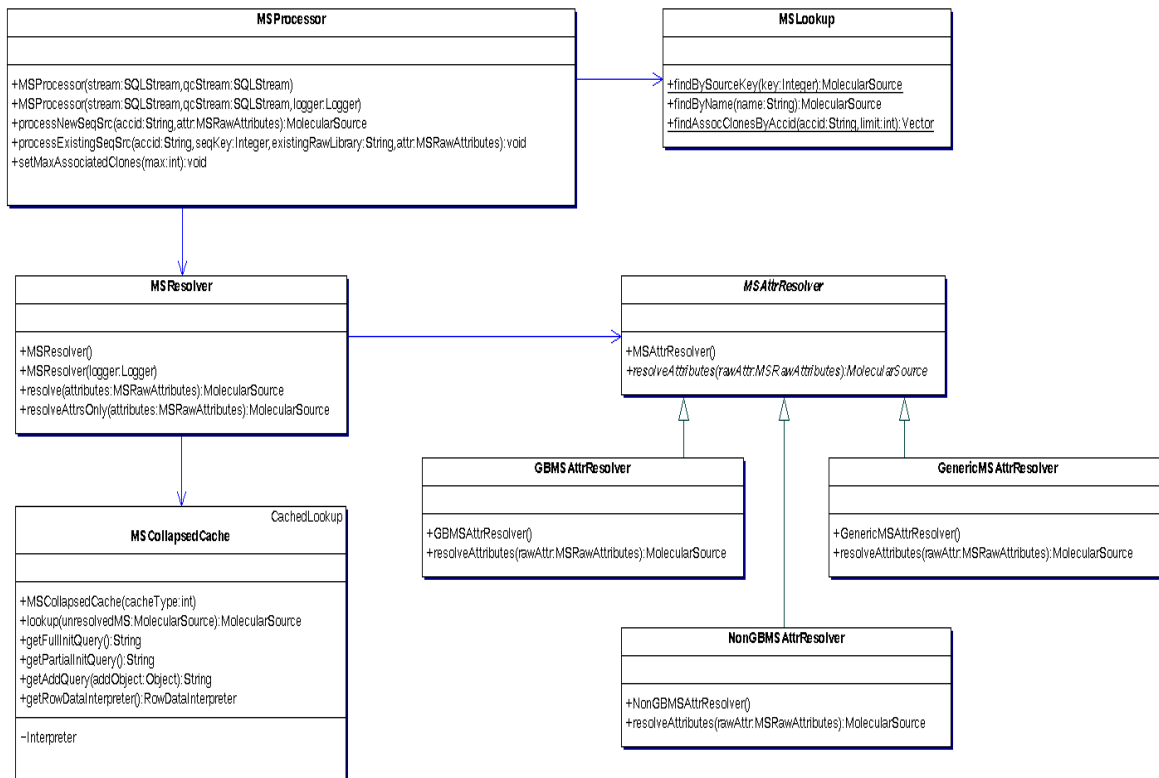 MSProcessor
+MSProcessor(stream:SQLStream,qcStream:SQLStream)
+MSProcessor(stream:SQLStream,qcStream:SQLStream,logger:Logger)
+processNewSeqSrc(accid:String,attr:MSRawAttributes):MolecularSource
+processExistingSeqSrc(accid:String,seqKey:Integer,existingRawLibrary:String,attr:MSRawAttributes):void
+setMaxAssociatedClones(max:int):void
MSLookup
+findBySourceKey(key:Integer):MolecularSource
+findByName(name:String):MolecularSource
+findAssocClonesByAccid(accid:String,limit:int):Vector
MSResolver
+MSResolver()
+MSResolver(logger:Logger)
+resolve(attributes:MSRawAttributes):MolecularSource
+resolveAttrsOnly(attributes:MSRawAttributes):MolecularSource
MSAttrResolver
+MSAttrResolver()
+resolveAttributes(rawAttr:MSRawAttributes):MolecularSource
GBMSAttrResolver
+GBMSAttrResolver()
+resolveAttributes(rawAttr:MSRawAttributes):MolecularSource
GenericMSAttrResolver
+GenericMSAttrResolver()
+resolveAttributes(rawAttr:MSRawAttributes):MolecularSource
CachedLookup
MSCollapsedCache
+MSCollapsedCache(cacheType:int)
+lookup(unresolvedMS:MolecularSource):MolecularSource
+getFullInitQuery():String
+getPartialInitQuery():String
+getAddQuery(addObject:Object):String
+getRowDataInterpreter():RowDataInterpreter
-Interpreter
NonGBMSAttrResolver
+NonGBMSAttrResolver()
+resolveAttributes(rawAttr:MSRawAttributes):MolecularSource